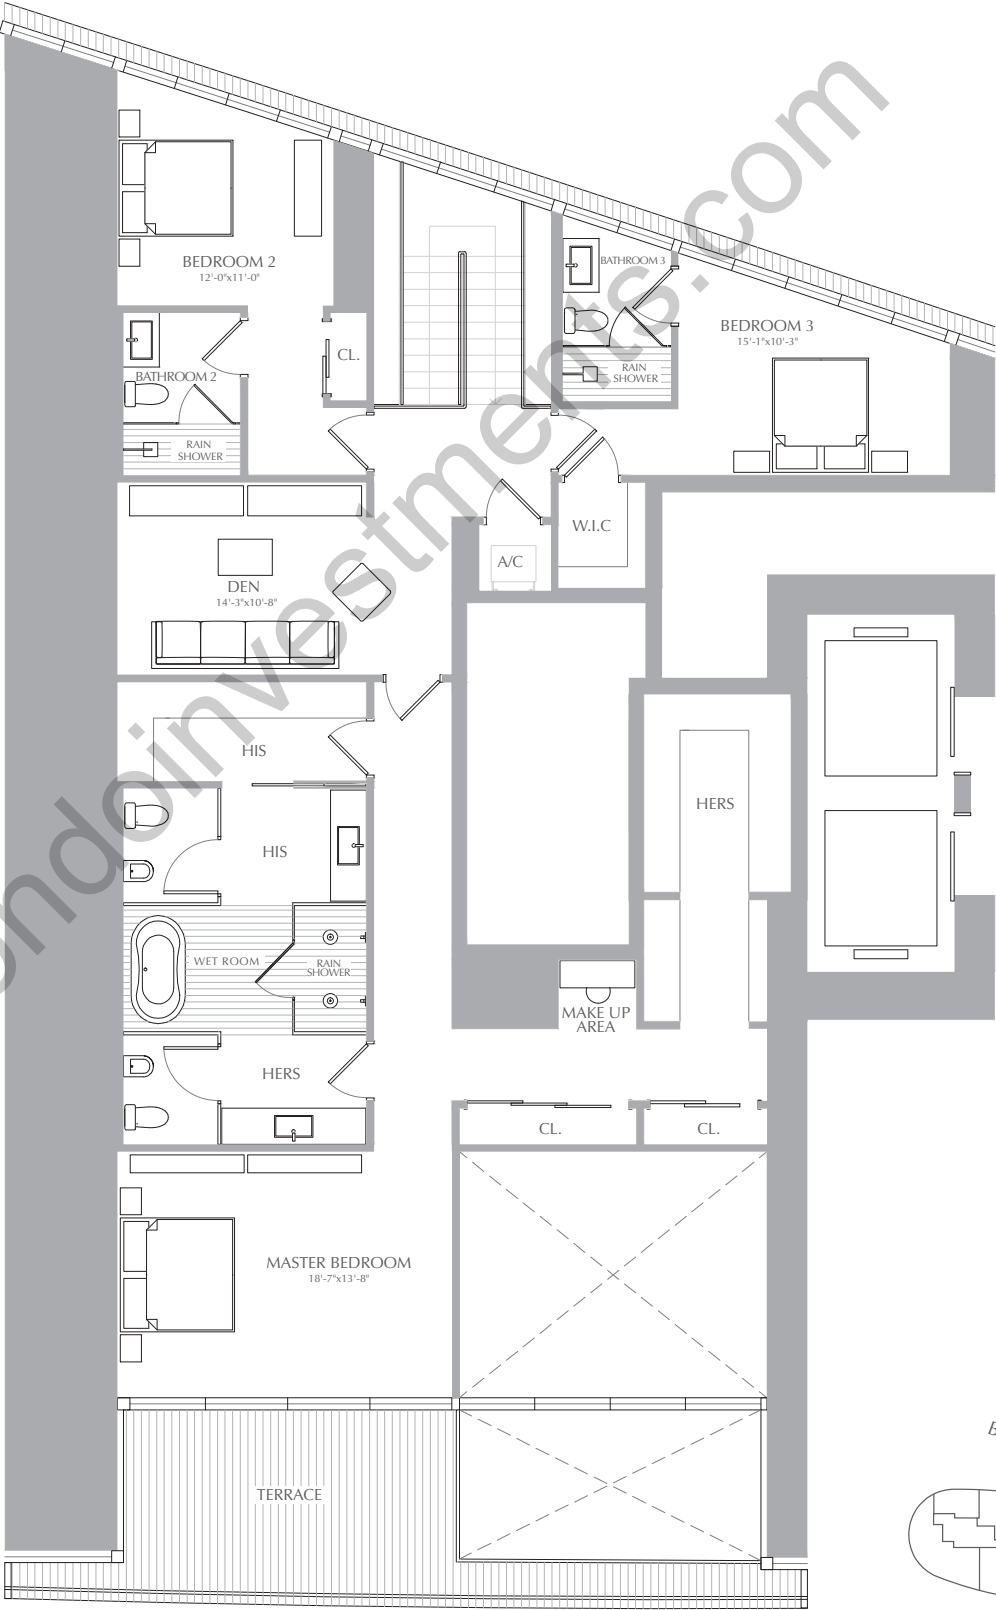 BEDROOM 2
12'-0"x11'-0"
BATHROOM 3
BEDROOM 3
15'-1"x10'-3"
CL.
BATHROOM 2
RAIN
SHOWER
RAIN
SHOWER
W.I.C
A/C
DEN
14'-3"x10'-8"
HIS
HERS
HIS
WET ROOM
RAIN
SHOWER
MAKE UP
AREA
HERS
CL.
CL.
MASTER BEDROOM
18'-7"x13'-8"
TERRACE
ondoinvestments.com